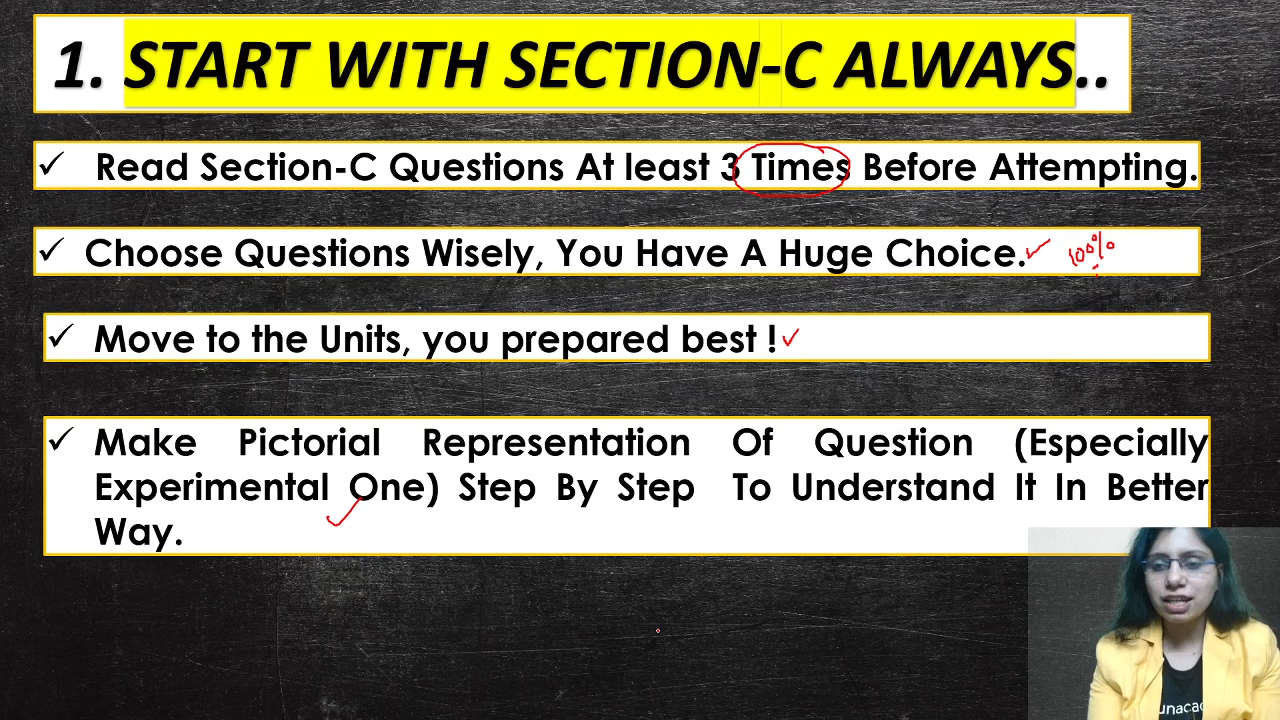 1. START WITH SECTION-C ALWAYS..
✓ Read Section-C Questions At least 3 Times Before Attempting.
✓ Choose Questions Wisely, You Have A Huge Choice. 100%
✓ Move to the Units, you prepared best !
✓ Make Pictorial Representation Of Question (Especially
Experimental One) Step By Step To Understand It In Better
Way.
unacad